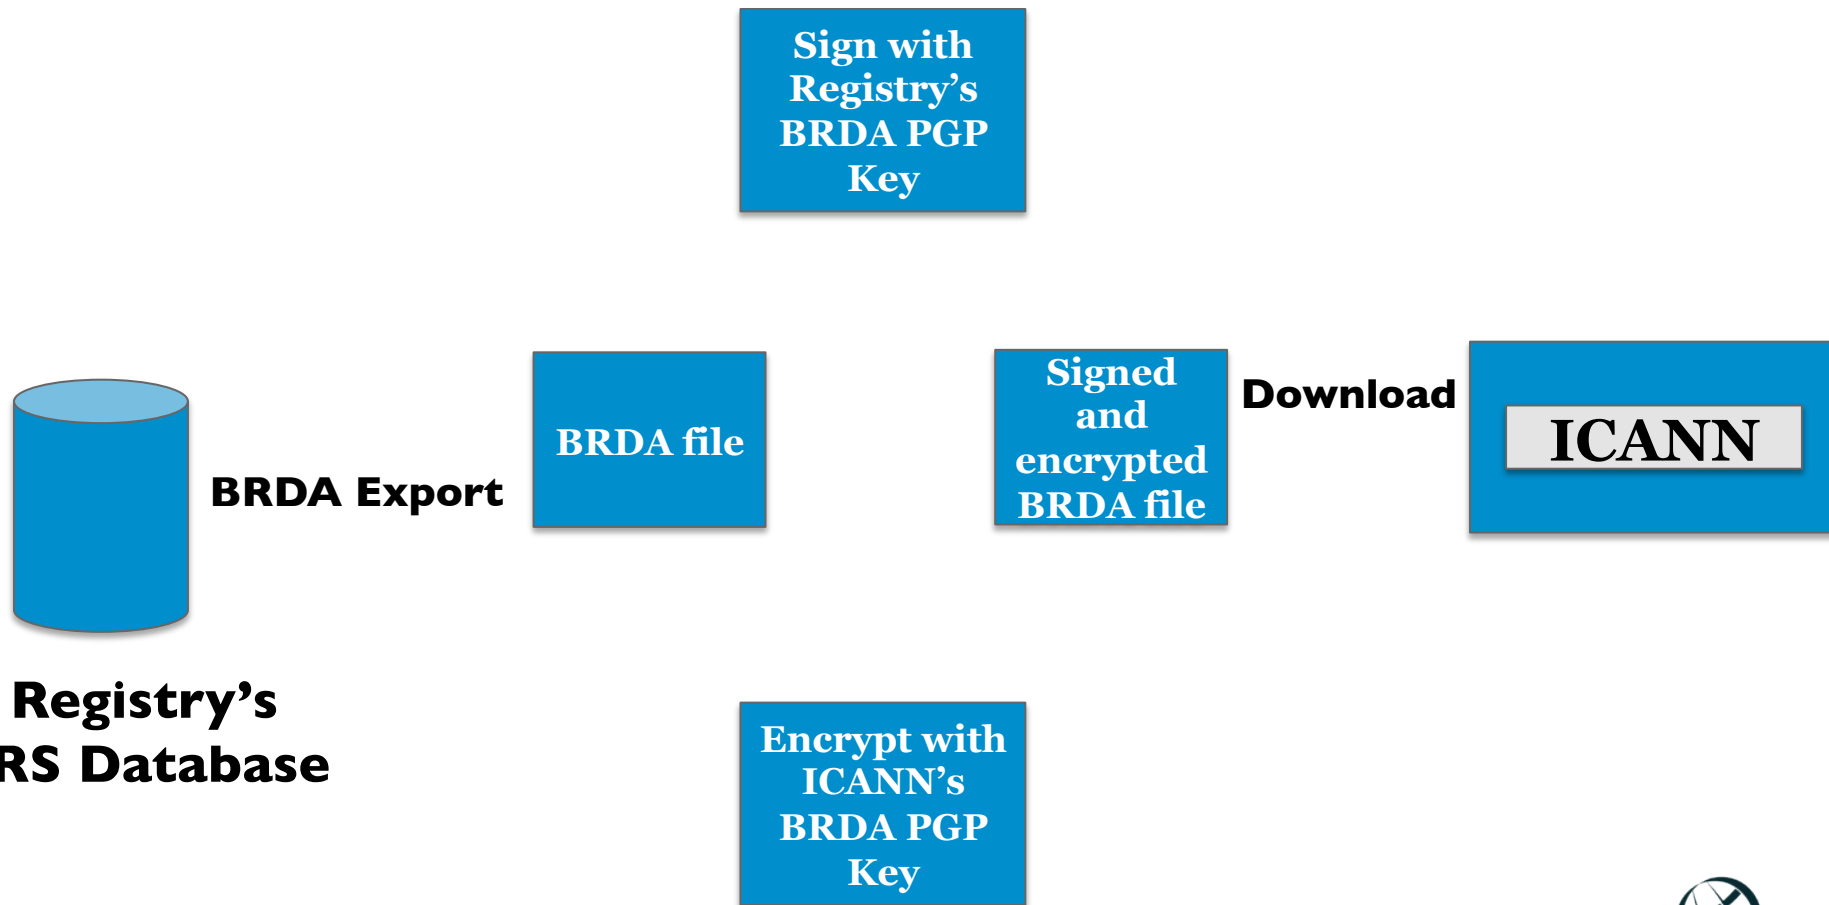 Sign with
Registry’s
BRDA PGP
Key
BRDA Export
BRDA file
Signed
and
encrypted
BRDA file
Download
ICANN
Registry’s
RS Database
Encrypt with
ICANN’s
BRDA PGP
Key